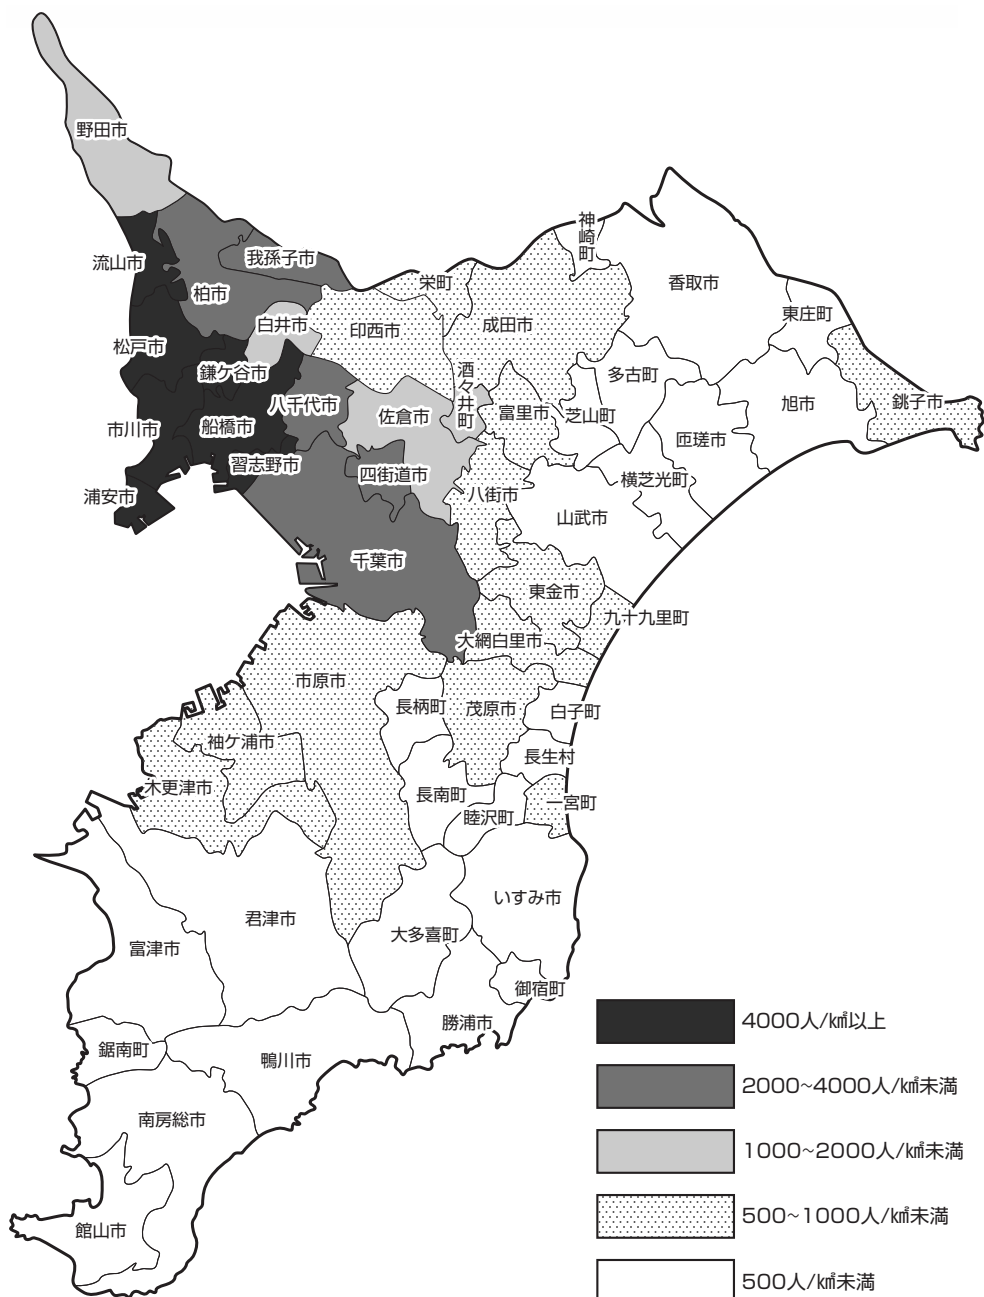 野田市
神崎町
流山市
我孫子市
柏市
栄町
香取市
東庄町
白井市
印西市
成田市
松戸市
鎌ケ谷市
酒々井町
多古町
八千代市
佐倉市
富里市
芝山町
旭市
銚子市
市川市
船橋市
匝瑳市
習志野市
四街道市
横芝光町
浦安市
八街市
山武市
千葉市
東金市
九十九里町
大網白里市
市原市
長柄町
茂原市
白子町
袖ケ浦市
長生村
木更津市
長南町
一宮町
睦沢町
いすみ市
君津市
大多喜町
富津市
御宿町
勝浦市
鋸南町
鴨川市
南房総市
館山市
4000人/㎢以上
2000~4000人/㎢未満
1000~2000人/㎢未満
500~1000人/㎢未満
500人/㎢未満